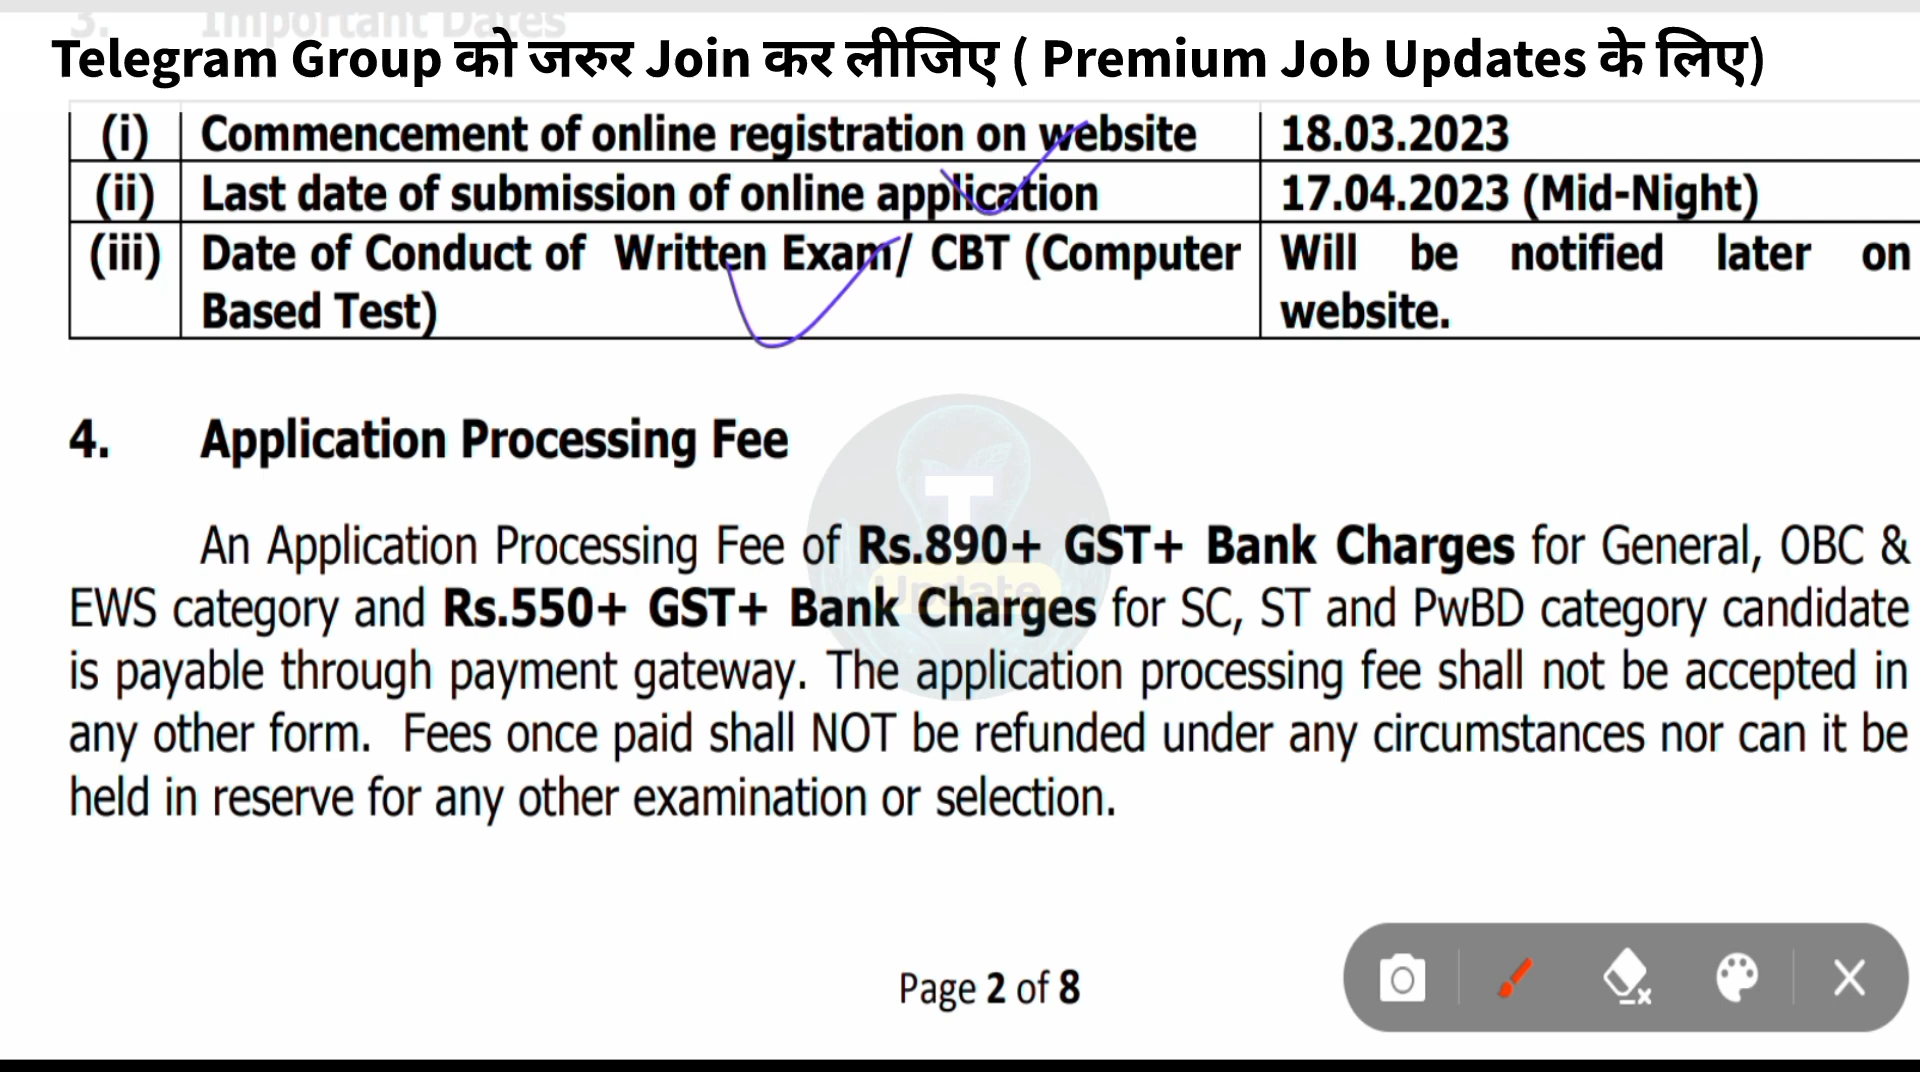 3. Important Dates
Telegram Group को जरुर Join कर लीजिए ( Premium Job Updates के लिए)
(i) Commencement of online registration on website 18.03.2023
(ii) Last date of submission of online application 17.04.2023 (Mid-Night)
(iii) Date of Conduct of Written Exam/ CBT (Computer Will be notified later on
Based Test) website.
4. Application Processing Fee
T
Update
An Application Processing Fee of Rs.890+ GST+ Bank Charges for General, OBC &
EWS category and Rs.550+ GST+ Bank Charges for SC, ST and PwBD category candidate
is payable through payment gateway. The application processing fee shall not be accepted in
any other form. Fees once paid shall NOT be refunded under any circumstances nor can it be
held in reserve for any other examination or selection.
Page 2 of 8